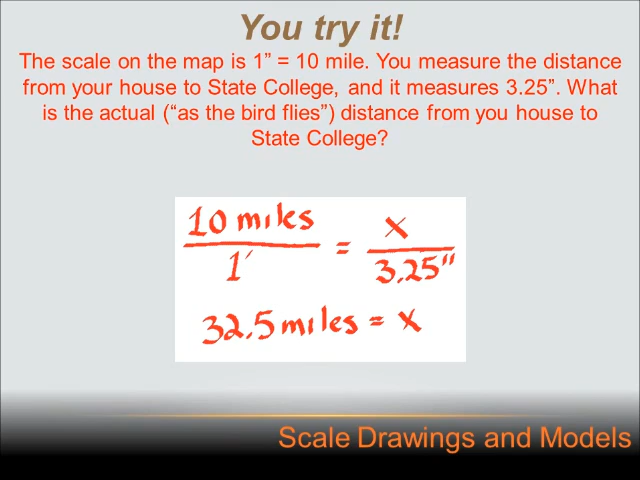 You try it!
The scale on the map is 1” = 10 mile. You measure the distance
from your house to State College, and it measures 3.25”. What
is the actual (“as the bird flies”) distance from you house to
State College?
10 miles / 1' = x / 3.25"
32.5 miles = x
Scale Drawings and Models